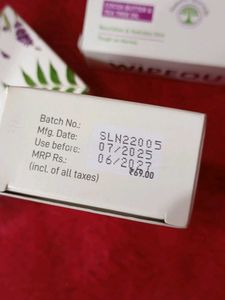 COCOA BUTTER &
TEA TREE OIL
WIPEOUT
Batch No.: SLN22005
Mfg. Date: 07/2025
Use before: 06/2027
MRP Rs.: ₹69.00
(incl. of all taxes)